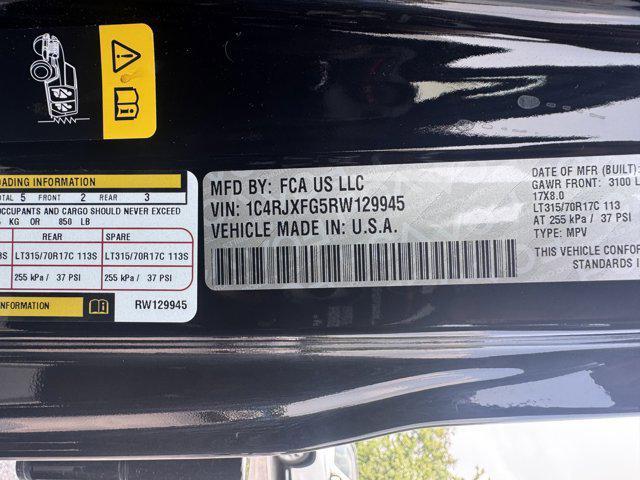 LOADING INFORMATION
TOTAL 5 FRONT 2 REAR 3
OCCUPANTS AND CARGO SHOULD NEVER EXCEED
KG OR 850 LB
REAR SPARE
LT315/70R17C 113S LT315/70R17C 113S
255 kPa / 37 PSI 255 kPa / 37 PSI
INFORMATION RW129945
MFD BY: FCA US LLC
VIN: 1C4RJXFG5RW129945
VEHICLE MADE IN: U.S.A.
DATE OF MFR (BUILT):
GAWR FRONT: 3100 L
17X8.0
LT315/70R17C 113
AT 255 kPa / 37 PSI
TYPE: MPV
THIS VEHICLE CONFO
STANDARDS I